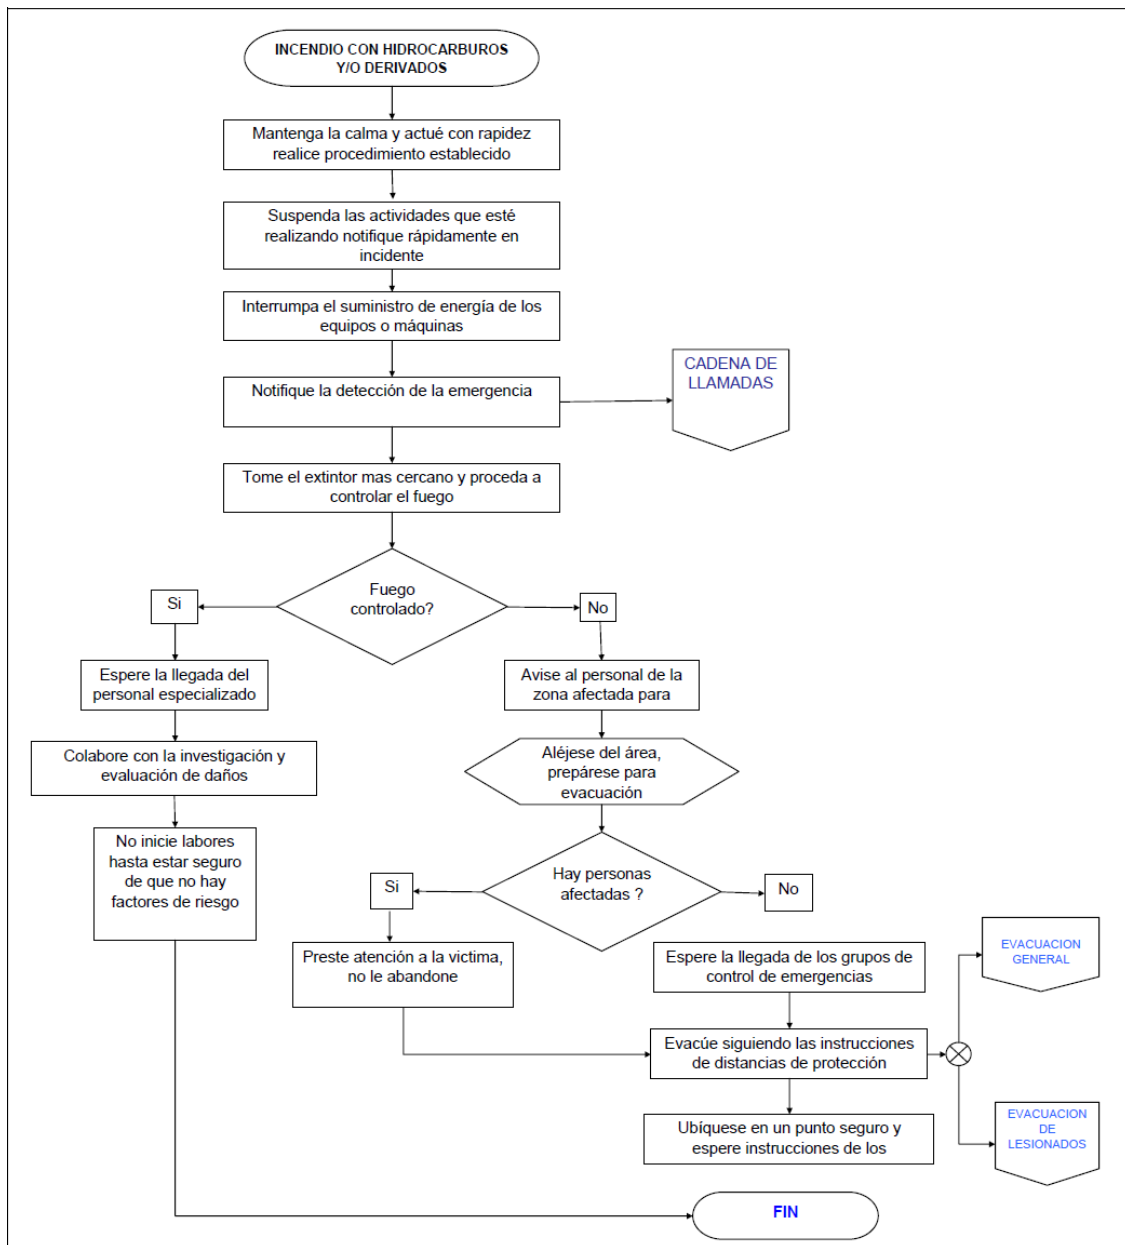 INCENDIO CON HIDROCARBUROS
Y/O DERIVADOS
Mantenga la calma y actué con rapidez
realice procedimiento establecido
Suspenda las actividades que esté
realizando notifique rápidamente en
incidente
Interrumpa el suministro de energía de los
equipos o máquinas
Notifique la detección de la emergencia
CADENA DE
LLAMADAS
Tome el extintor mas cercano y proceda a
controlar el fuego
Fuego
controlado?
Si
No
Espere la llegada del
personal especializado
Avise al personal de la
zona afectada para
Colabore con la investigación y
evaluación de daños
Aléjese del área,
prepárese para
evacuación
No inicie labores
hasta estar seguro
de que no hay
factores de riesgo
Hay personas
afectadas ?
Si
No
Preste atención a la victima,
no le abandone
Espere la llegada de los grupos de
control de emergencias
EVACUACION
GENERAL
Evacúe siguiendo las instrucciones
de distancias de protección
Ubíquese en un punto seguro y
espere instrucciones de los
EVACUACION
DE
LESIONADOS
FIN